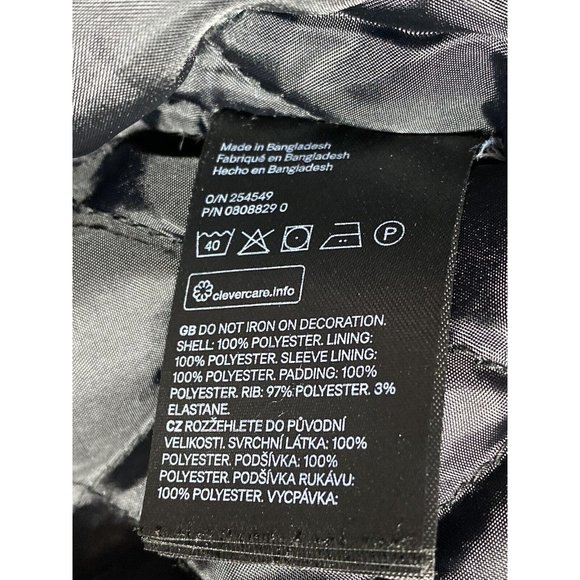 Made in Bangladesh
Fabriqué en Bangladesh
Hecho en Bangladesh
O/N 254549
P/N 0808829 0
40
P
clevercare.info
GB DO NOT IRON ON DECORATION.
SHELL: 100% POLYESTER. LINING:
100% POLYESTER. SLEEVE LINING:
100% POLYESTER. PADDING: 100%
POLYESTER. RIB: 97% POLYESTER. 3%
ELASTANE.
CZ ROZŽEHLETE DO PŮVODNÍ
VELIKOSTI. SVRCHNÍ LÁTKA: 100%
POLYESTER. PODŠÍVKA: 100%
POLYESTER. PODŠÍVKA RUKÁVU:
100% POLYESTER. VYCPÁVKA: